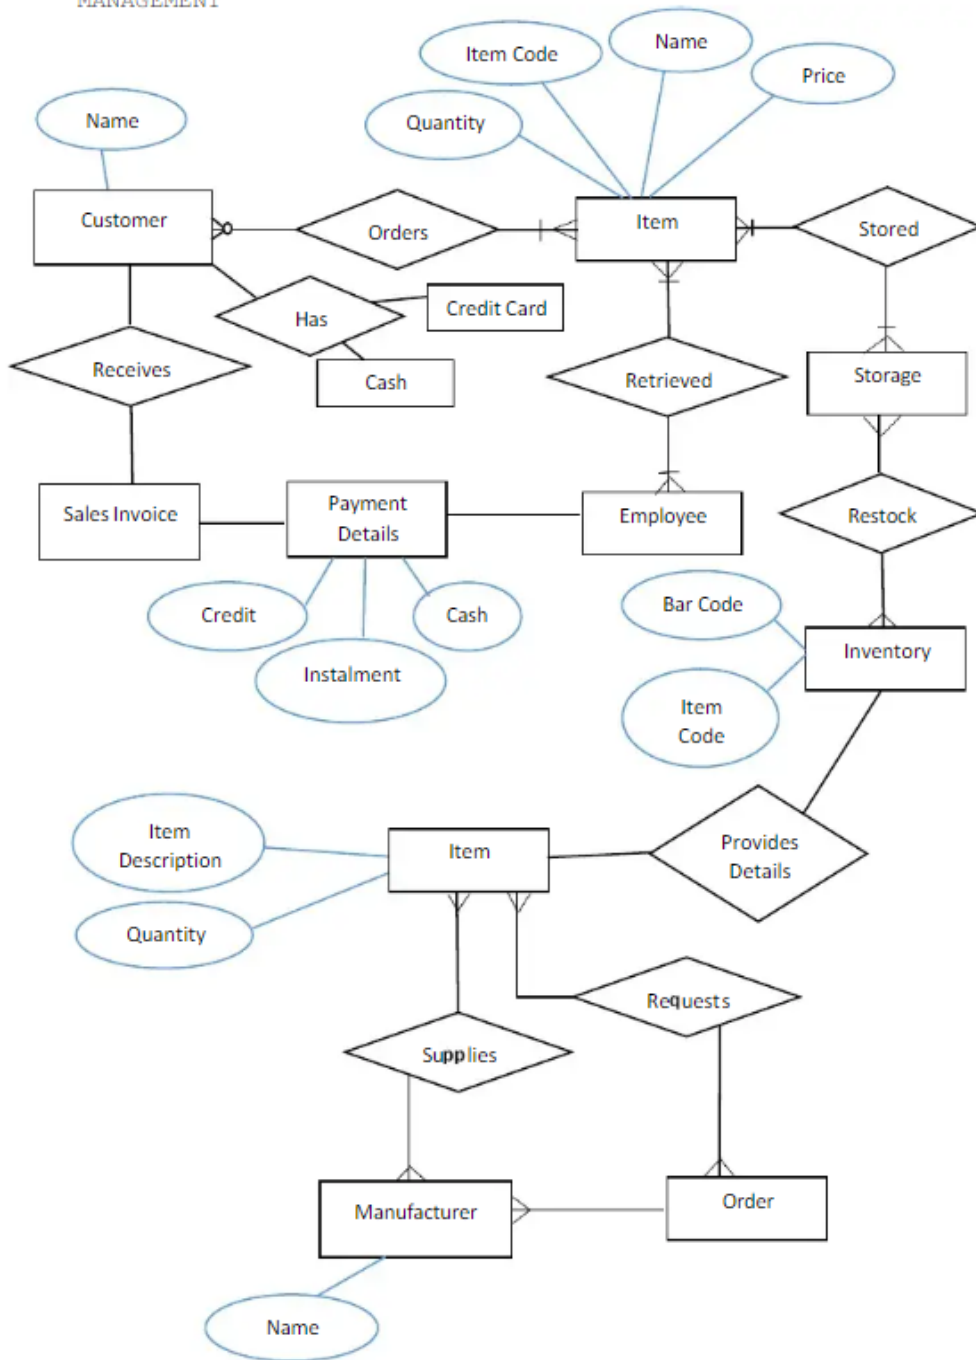 MANAGEMENT
Name
Item Code
Name
Price
Quantity
Customer
Orders
Item
Stored
Has
Credit Card
Receives
Cash
Retrieved
Storage
Sales Invoice
Payment
Details
Employee
Restock
Credit
Cash
Instalment
Bar Code
Inventory
Item
Code
Item
Description
Item
Provides
Details
Quantity
Requests
Supplies
Manufacturer
Order
Name